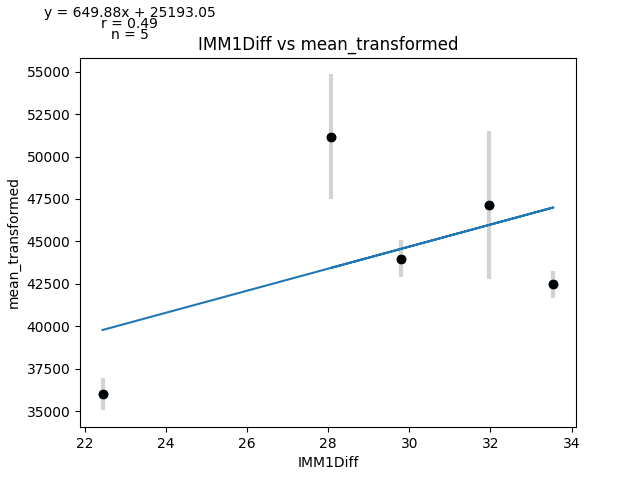 y = 649.88x + 25193.05
r = 0.49
n = 5
IMM1Diff vs mean_transformed
55000
52500
50000
47500
45000
42500
40000
37500
35000
mean_transformed
22 24 26 28 30 32 34
IMM1Diff